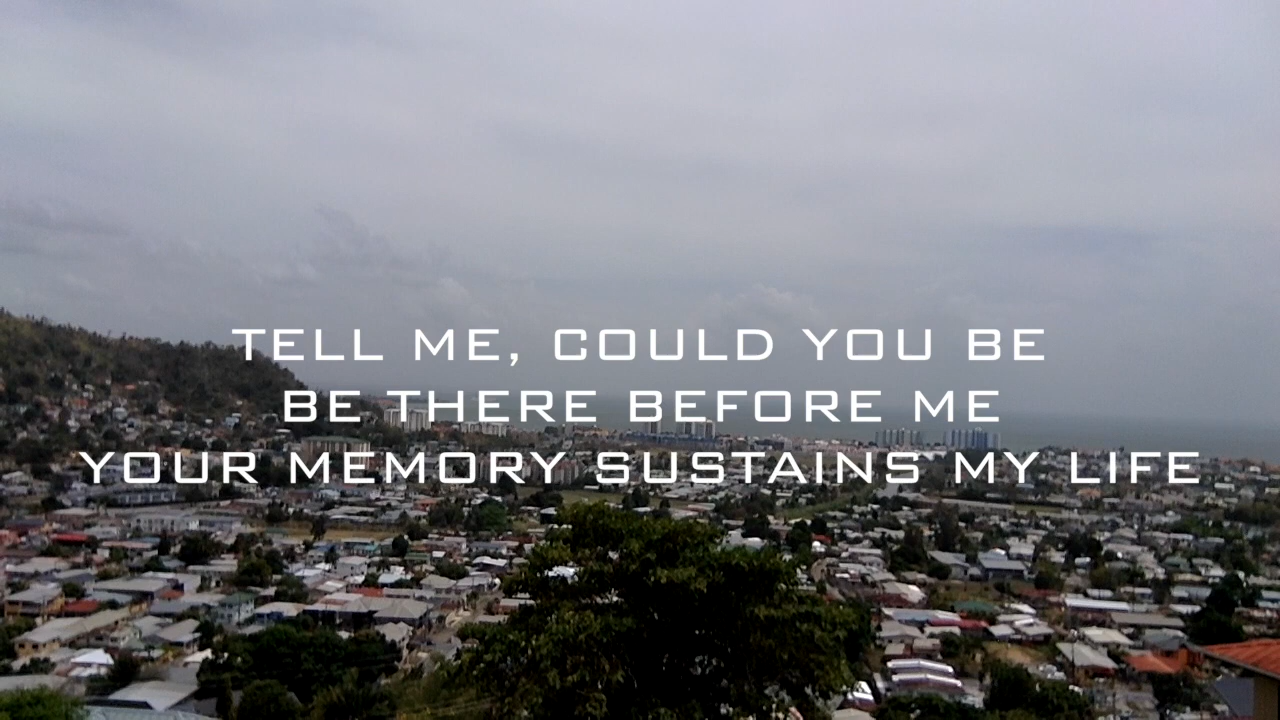 TELL ME, COULD YOU BE
BE THERE BEFORE ME
YOUR MEMORY SUSTAINS MY LIFE